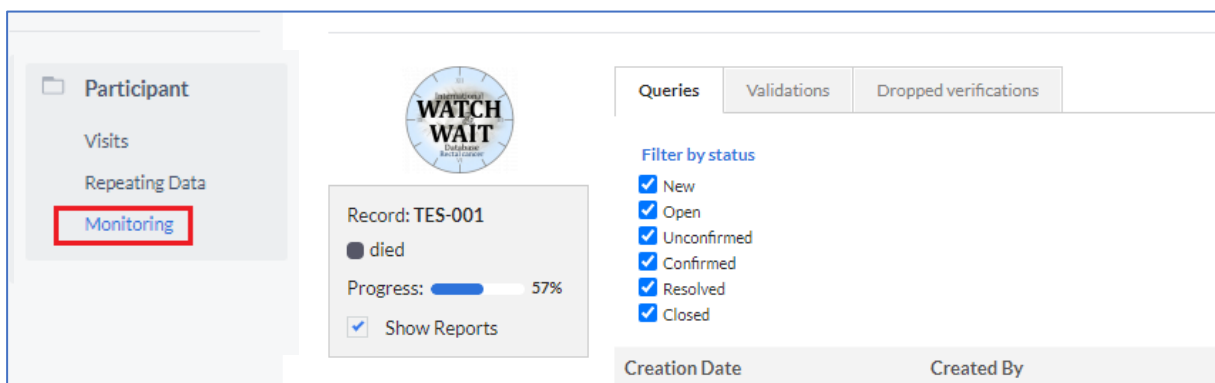 Participant
Visits
Repeating Data
Monitoring
International
WATCH
&
WAIT
Database
Rectal cancer
Record: TES-001
died
Progress: 57%
Show Reports
Queries Validations Dropped verifications
Filter by status
New
Open
Unconfirmed
Confirmed
Resolved
Closed
Creation Date Created By